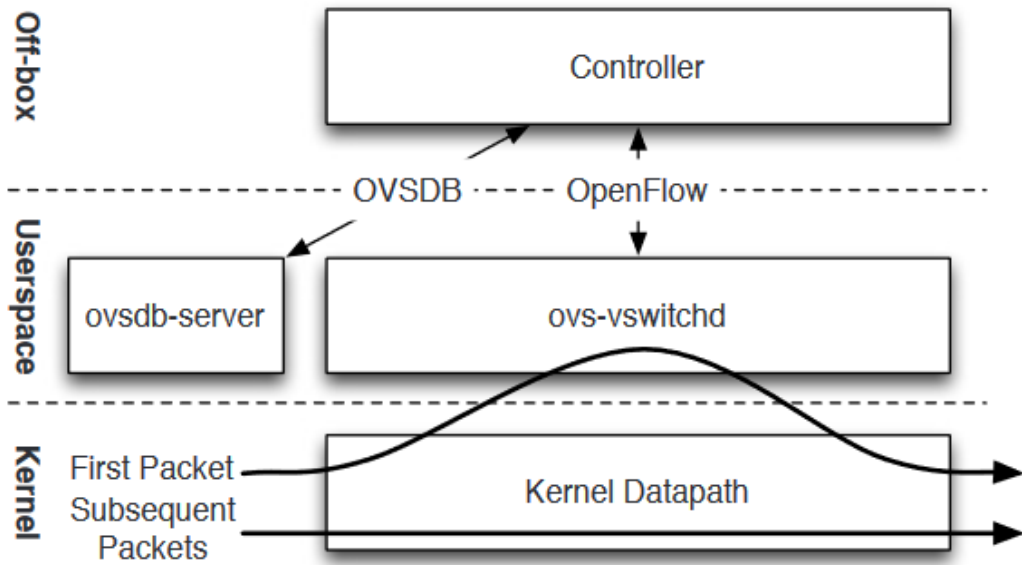 Off-box
Controller
OVSDB
OpenFlow
Userspace
ovsdb-server
ovs-vswitchd
Kernel
First Packet
Subsequent
Packets
Kernel Datapath